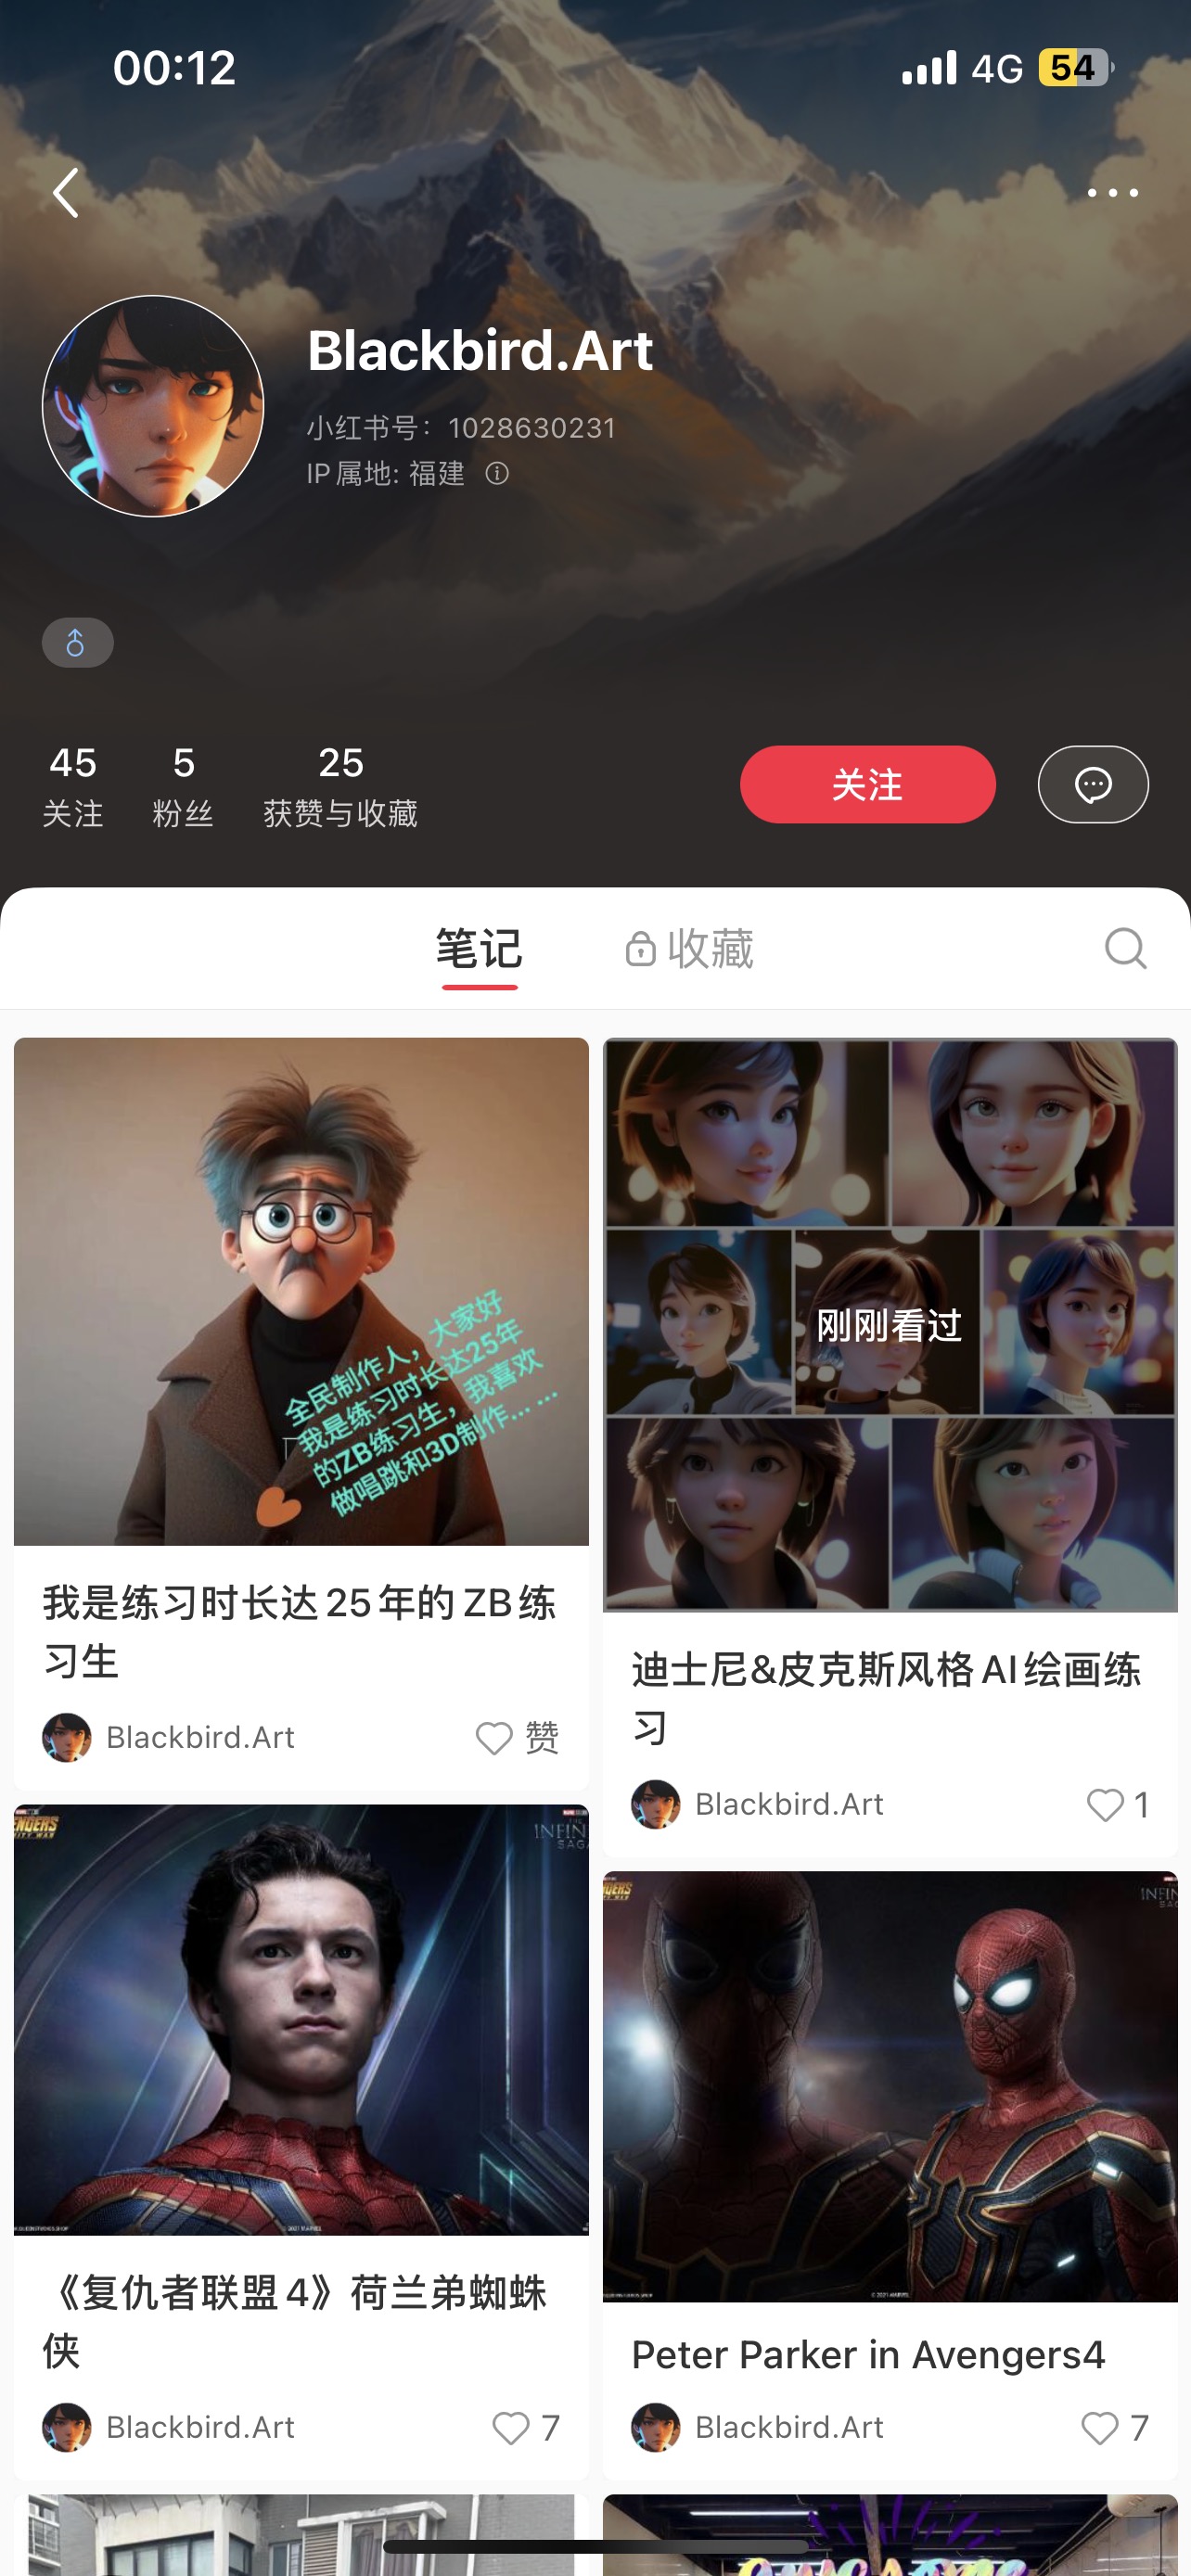 00:12
4G 54
Blackbird.Art
小红书号：1028630231
IP 属地: 福建
45
关注
5
粉丝
25
获赞与收藏
关注
笔记
收藏
全民制作人，大家好
我是练习时长达25年
的ZB练习生，我喜欢
做唱跳和3D制作... ...
我是练习时长达25年的ZB练
习生
Blackbird.Art
赞
刚刚看过
迪士尼&皮克斯风格AI绘画练
习
Blackbird.Art
1
INFIN
SAGA
《复仇者联盟4》荷兰弟蜘蛛
侠
Blackbird.Art
7
INFIN
Peter Parker in Avengers4
Blackbird.Art
7